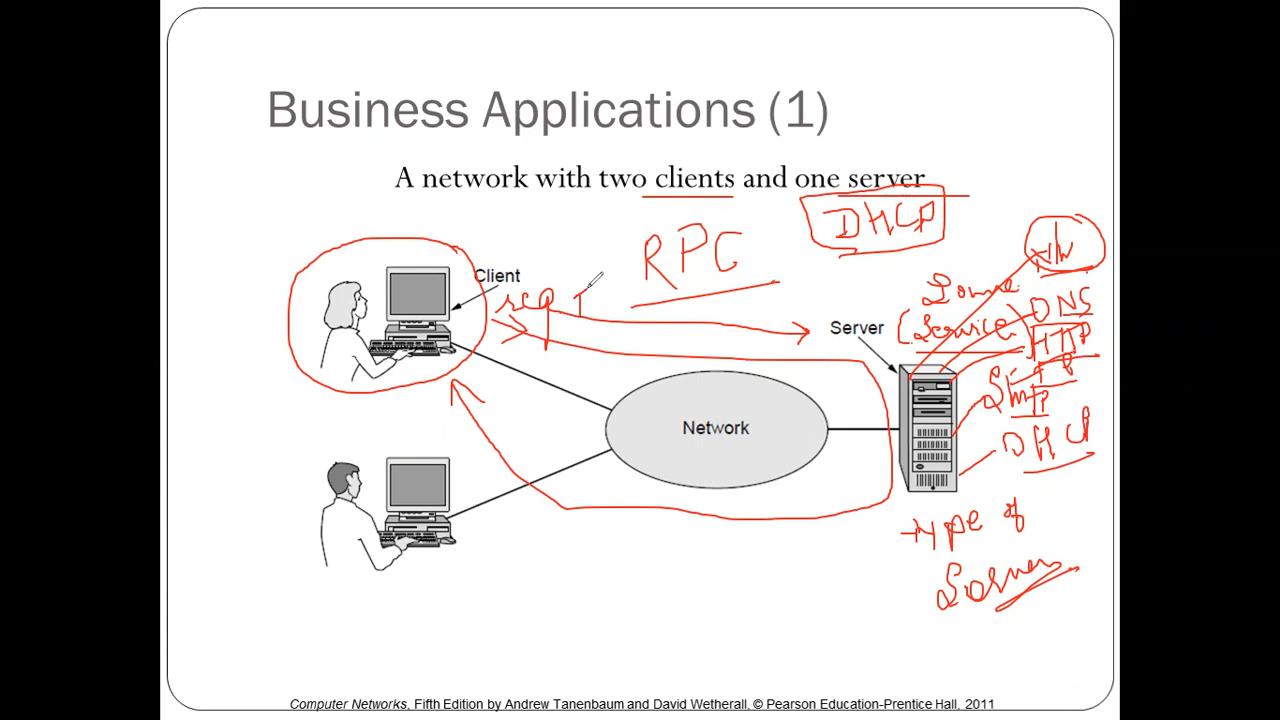 Business Applications (1)
A network with two clients and one server
DHCP
RPC
H/W
Client
req
Server
(Service)
DNS
HTTP
DHCP
Network
Type of
Server
Computer Networks, Fifth Edition by Andrew Tanenbaum and David Wetherall, © Pearson Education-Prentice Hall, 2011